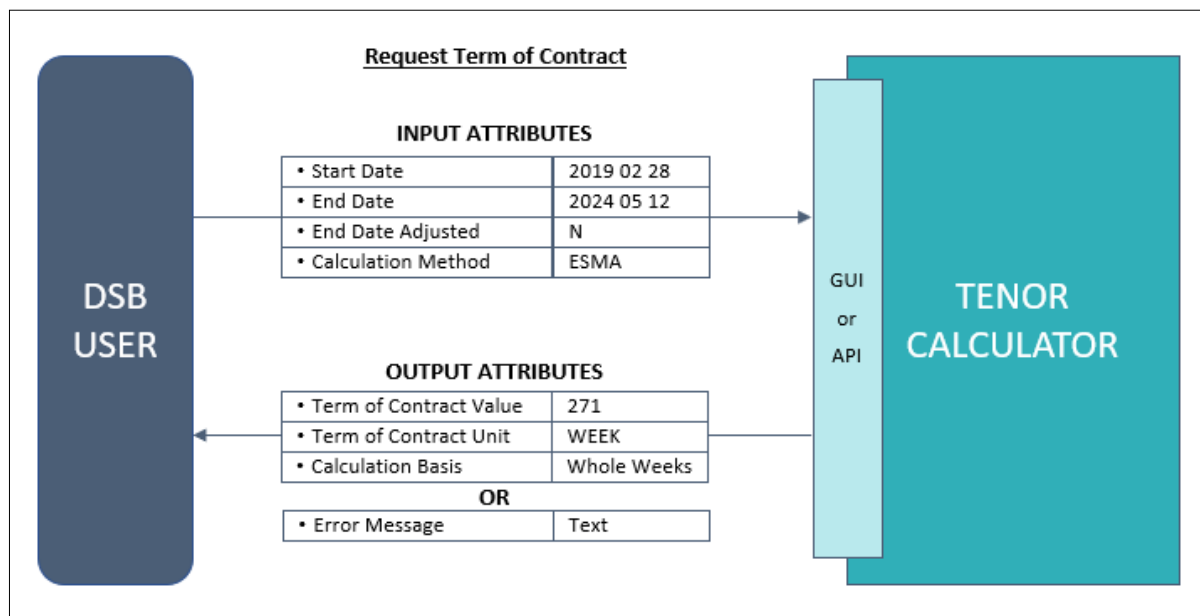 Request Term of Contract
INPUT ATTRIBUTES
• Start Date 2019 02 28
• End Date 2024 05 12
• End Date Adjusted N
• Calculation Method ESMA
DSB
USER
GUI
or
API
TENOR
CALCULATOR
OUTPUT ATTRIBUTES
• Term of Contract Value 271
• Term of Contract Unit WEEK
• Calculation Basis Whole Weeks
OR
• Error Message Text